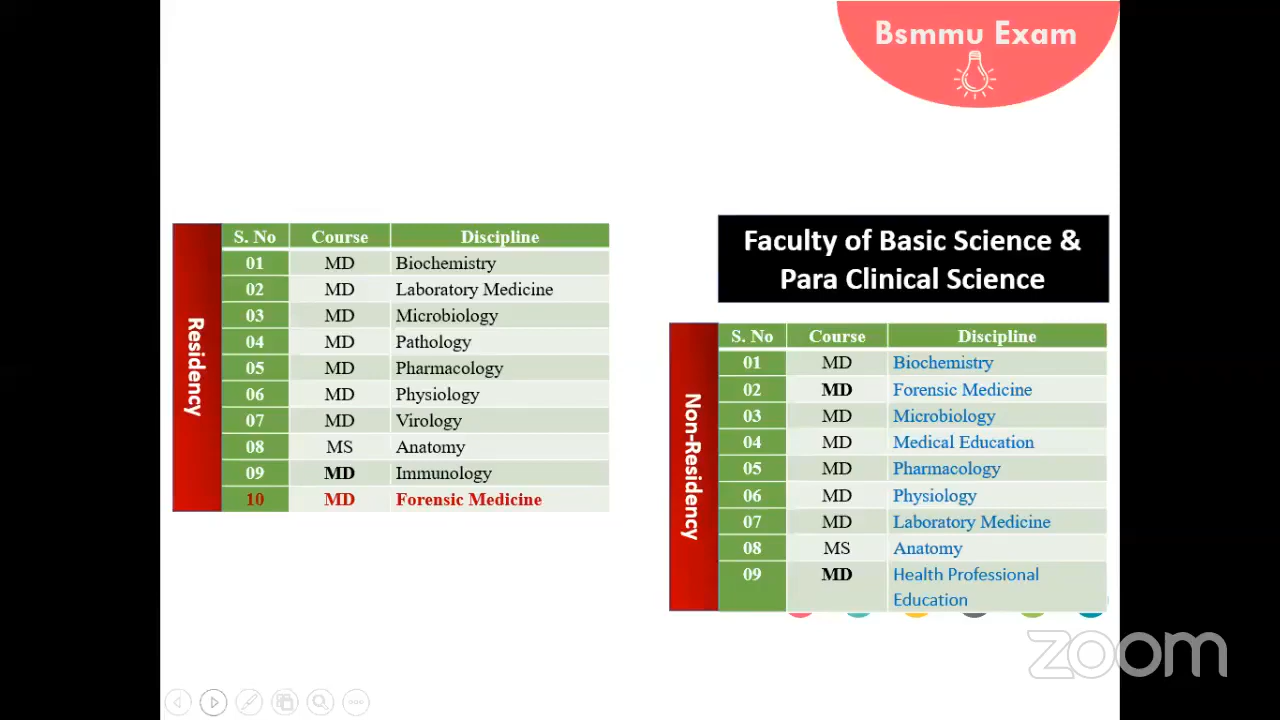 Bsmmu Exam
Residency
S. No Course Discipline
01 MD Biochemistry
02 MD Laboratory Medicine
03 MD Microbiology
04 MD Pathology
05 MD Pharmacology
06 MD Physiology
07 MD Virology
08 MS Anatomy
09 MD Immunology
10 MD Forensic Medicine
Faculty of Basic Science &
Para Clinical Science
Non-Residency
S. No Course Discipline
01 MD Biochemistry
02 MD Forensic Medicine
03 MD Microbiology
04 MD Medical Education
05 MD Pharmacology
06 MD Physiology
07 MD Laboratory Medicine
08 MS Anatomy
09 MD Health Professional
Education
zoom